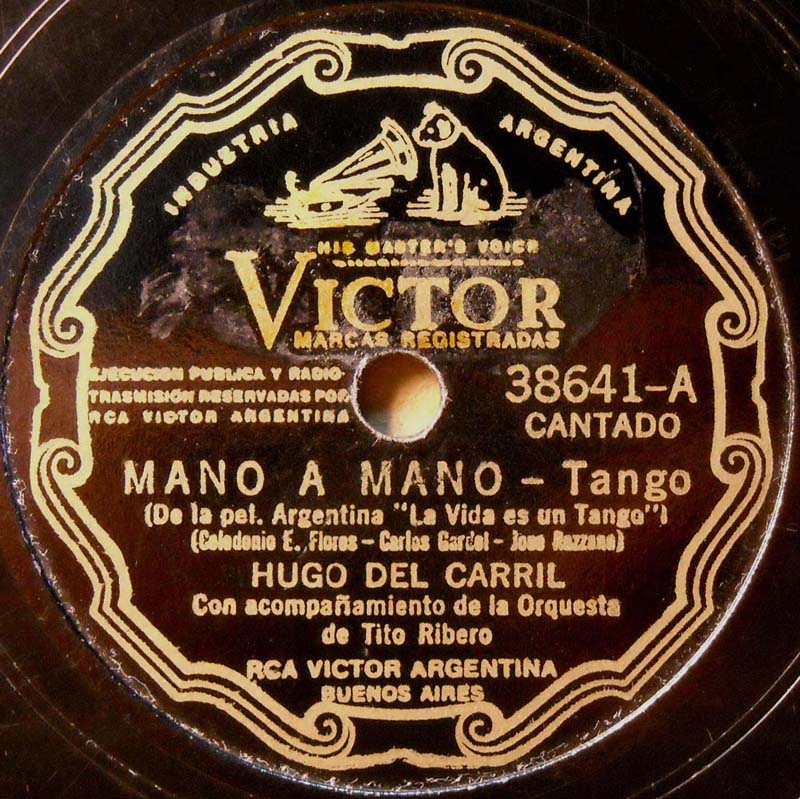 INDUSTRIA ARGENTINA
HIS MASTER'S VOICE
VICTOR
MARCAS REGISTRADAS
EJECUCION PUBLICA Y RADIO-
TRASMISIÓN RESERVADAS POR
RCA VICTOR ARGENTINA
38641-A
CANTADO
MANO A MANO - Tango
(De la pel. Argentina "La Vida es un Tango")
(Celedonio E. Flores - Carlos Gardel - Jose Razzano)
HUGO DEL CARRIL
Con acompañamiento de la Orquesta
de Tito Ribero
RCA VICTOR ARGENTINA
BUENOS AIRES